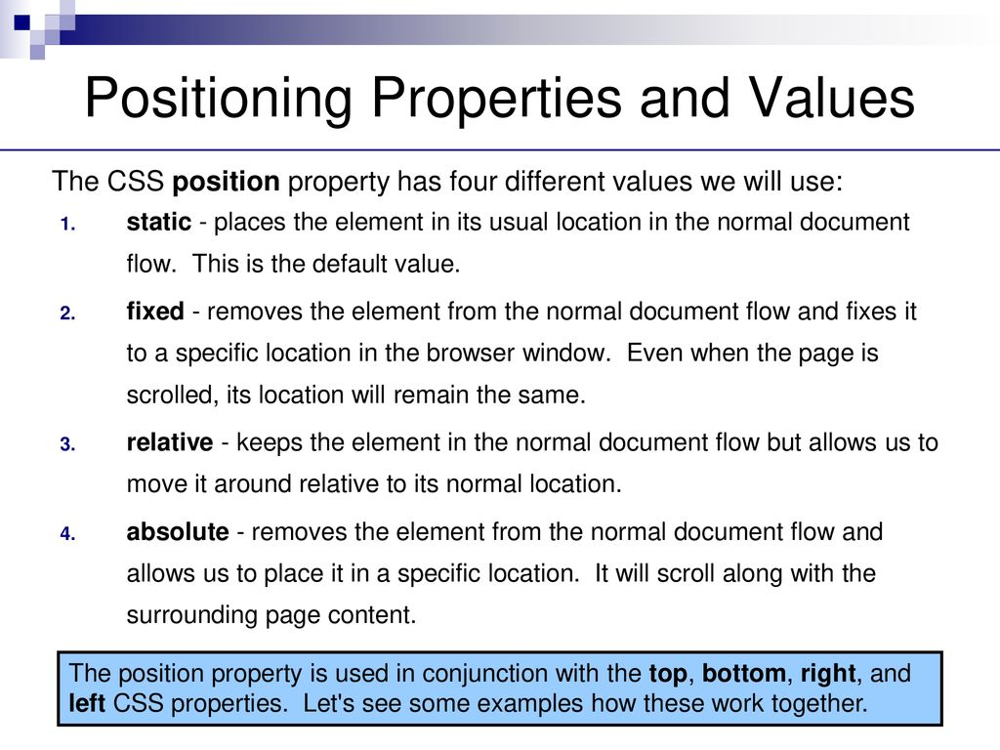 Positioning Properties and Values
The CSS position property has four different values we will use:
1. static - places the element in its usual location in the normal document
flow.  This is the default value.
2. fixed - removes the element from the normal document flow and fixes it
to a specific location in the browser window.  Even when the page is
scrolled, its location will remain the same.
3. relative - keeps the element in the normal document flow but allows us to
move it around relative to its normal location.
4. absolute - removes the element from the normal document flow and
allows us to place it in a specific location.  It will scroll along with the
surrounding page content.
The position property is used in conjunction with the top, bottom, right, and
left CSS properties.  Let's see some examples how these work together.